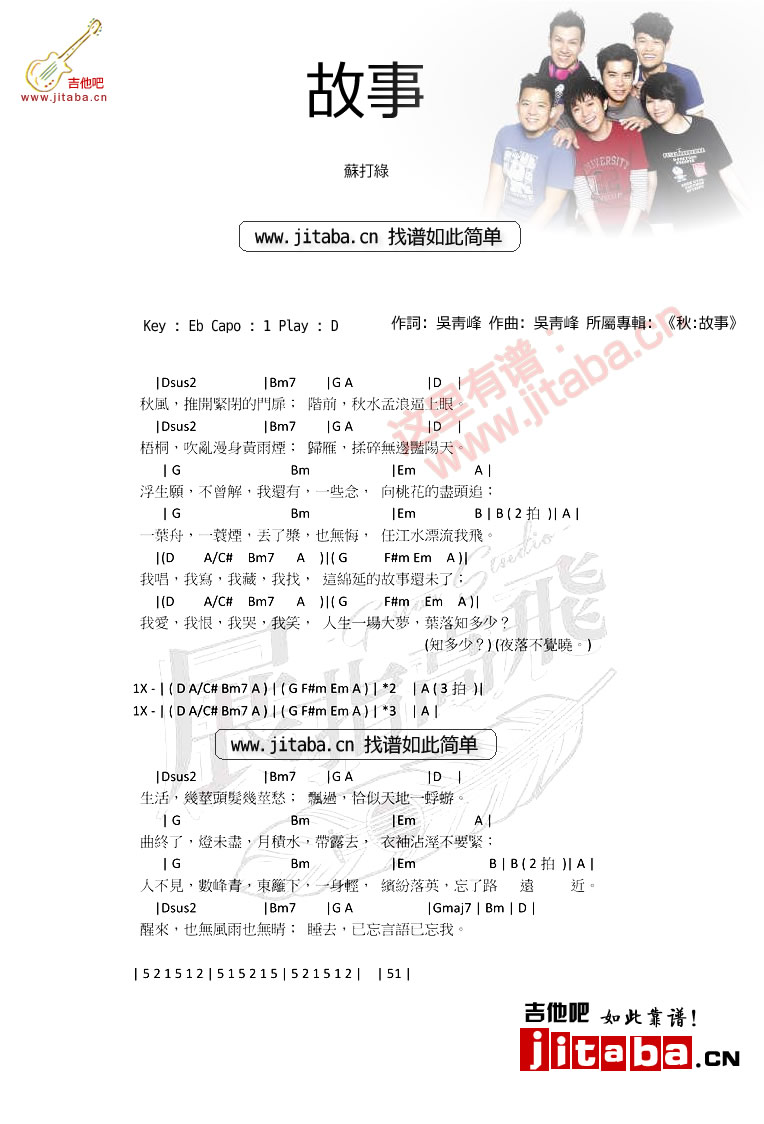 吉他吧
www.jitaba.cn
故事
蘇打綠
www.jitaba.cn 找谱如此简单
Key : Eb Capo : 1 Play : D 作詞: 吳青峰 作曲: 吳青峰 所屬專輯: 《秋:故事》
这里有谱:
www.jitaba.cn
|Dsus2 |Bm7 |G A |D |
秋風，推開緊閉的門扉； 階前，秋水孟浪逼上眼。
|Dsus2 |Bm7 |G A |D |
梧桐，吹亂漫身黃雨煙； 歸雁，揉碎無邊豔陽天。
| G Bm |Em A |
浮生願，不曾解，我還有，一些念， 向桃花的盡頭追；
| G Bm |Em B | B ( 2 拍 )| A |
一葉舟，一蓑煙，丟了槳，也無悔， 任江水漂流我飛。
|(D A/C# Bm7 A )|( G F#m Em A )|
我唱，我寫，我藏，我找， 這綿延的故事還未了；
|(D A/C# Bm7 A )|( G F#m Em A )|
我愛，我恨，我哭，我笑， 人生一場大夢，葉落知多少？
(知多少？) (夜落不覺曉。)
1X - | ( D A/C# Bm7 A ) | ( G F#m Em A ) | *2 | A ( 3 拍 )|
1X - | ( D A/C# Bm7 A ) | ( G F#m Em A ) | *3 | A |
展指高飛
Guitar Studio
www.jitaba.cn 找谱如此简单
|Dsus2 |Bm7 |G A |D |
生活，幾莖頭髮幾莖愁； 飄過，恰似天地一蜉蝣。
| G Bm |Em A |
曲終了，燈未盡，月積水，帶露去， 衣袖沾溼不要緊；
| G Bm |Em B | B ( 2 拍 )| A |
人不見，數峰青，東籬下，一身輕， 繽紛落英，忘了路 遠 近。
|Dsus2 |Bm7 |G A |Gmaj7 | Bm | D |
醒來，也無風雨也無晴； 睡去，已忘言語已忘我。
| 5 2 1 5 1 2 | 5 1 5 2 1 5 | 5 2 1 5 1 2 | | 51 |
吉他吧 如此靠谱!
jitaba.CN